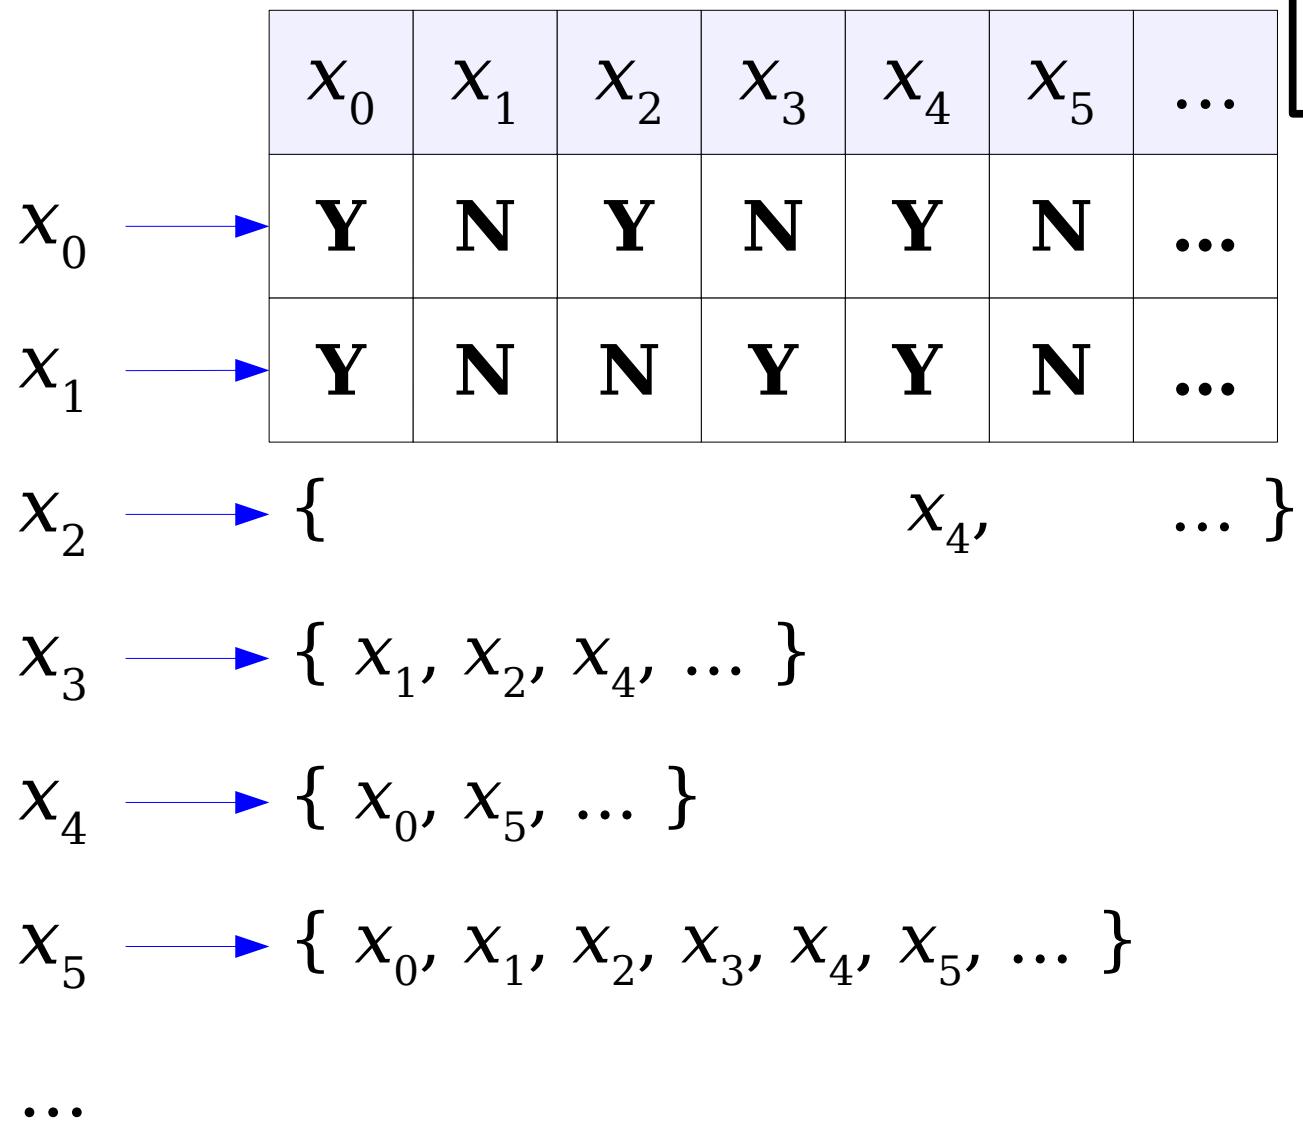 x₀ x₁ x₂ x₃ x₄ x₅ …
x₀ Y N Y N Y N …
x₁ Y N N Y Y N …
x₂ { x₄, … }
x₃ { x₁, x₂, x₄, … }
x₄ { x₀, x₅, … }
x₅ { x₀, x₁, x₂, x₃, x₄, x₅, … }
…